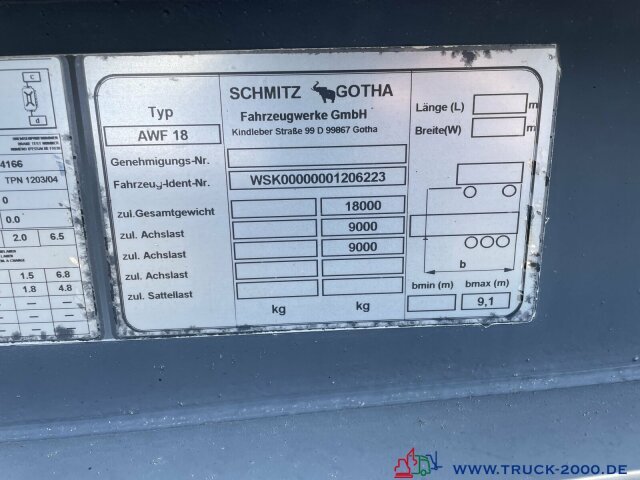 SCHMITZ GOTHA
Fahrzeugwerke GmbH
Kindleber Straße 99 D 99867 Gotha
Typ
AWF 18
Genehmigungs-Nr.
Fahrzeug-Ident-Nr. WSK00000001206223
zul.Gesamtgewicht 18000
zul. Achslast 9000
zul. Achslast 9000
zul. Achslast
zul. Sattellast
kg kg
Länge (L) m
Breite(W) m
b
bmin (m) bmax (m)
9,1
c
d
4166
TPN 1203/04
0
0.0
2.0 6.5
1.5 6.8
1.8 4.8
— —
— —
WWW.TRUCK-2000.DE